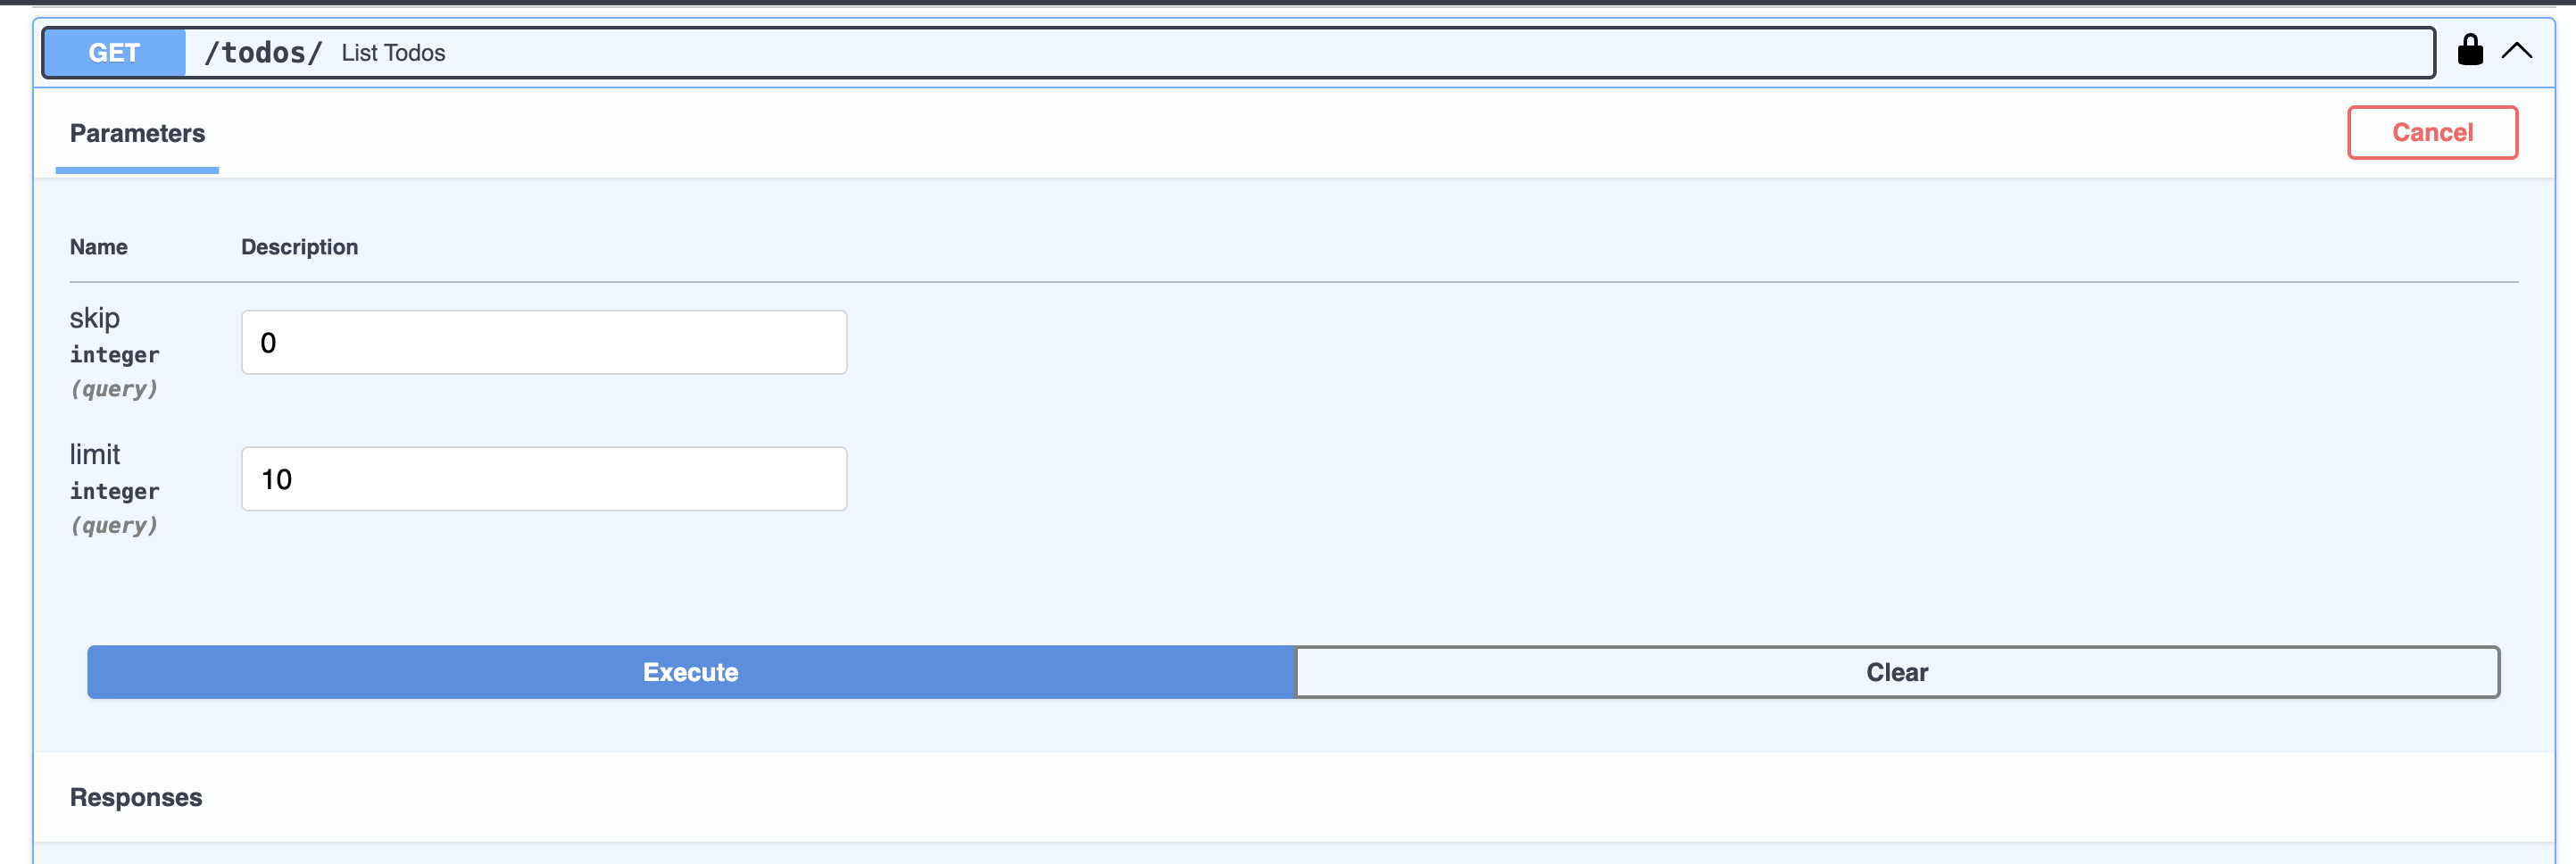 GET /todos/ List Todos
Parameters
Cancel
Name Description
skip
integer
(query)
0
limit
integer
(query)
10
Execute Clear
Responses